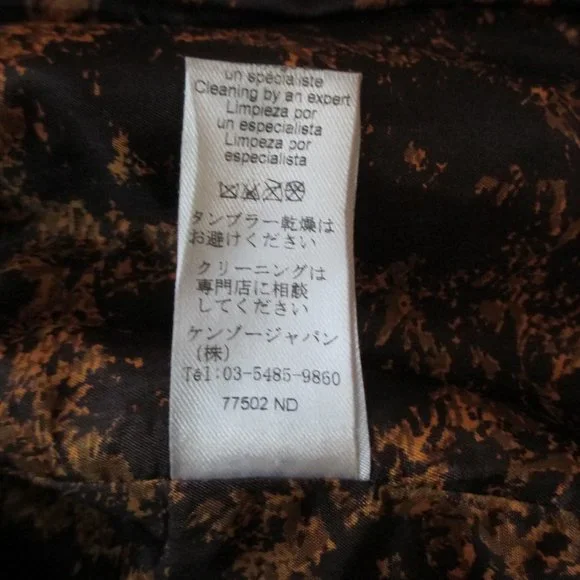 un spécialiste
Cleaning by an expert
Limpieza por
un especialista
Limpeza por
especialista
タンブラー乾燥は
お避けください
クリーニングは
専門店に相談
してください
ケンゾージャパン
(株)
Tél:03-5485-9860
77502 ND